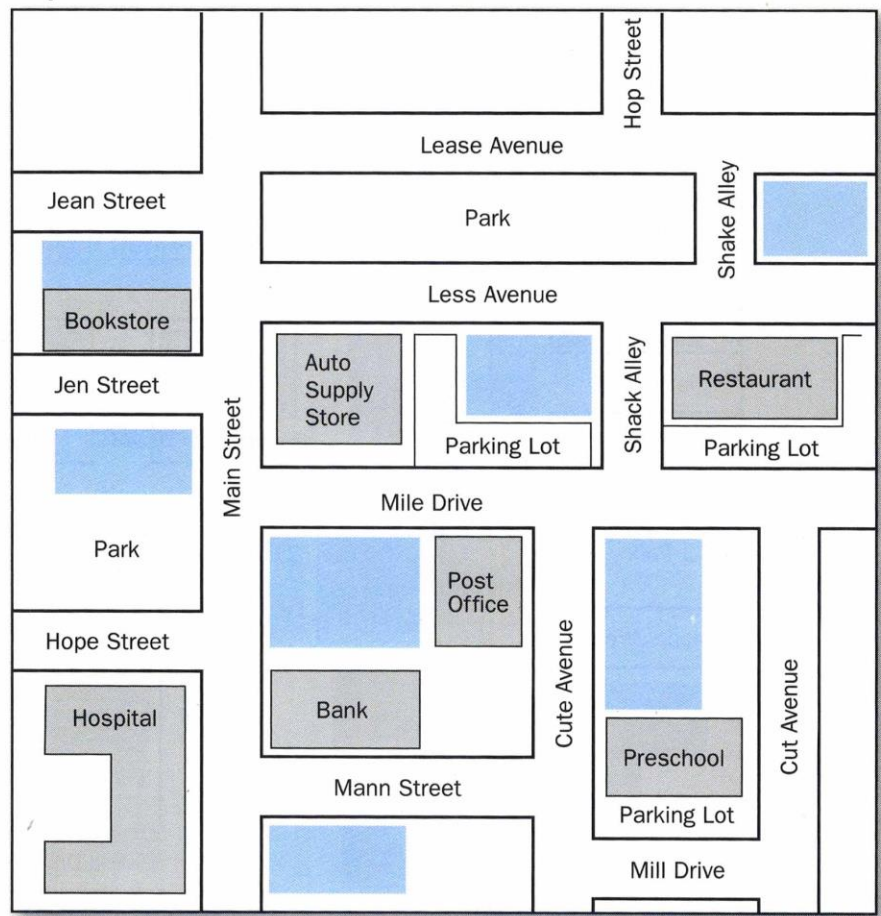 Hop Street
Lease Avenue
Jean Street
Park
Shake Alley
Less Avenue
Bookstore
Auto
Supply
Store
Shack Alley
Restaurant
Jen Street
Main Street
Parking Lot
Parking Lot
Mile Drive
Park
Post
Office
Hope Street
Cute Avenue
Cut Avenue
Hospital
Bank
Preschool
Mann Street
Parking Lot
Mill Drive